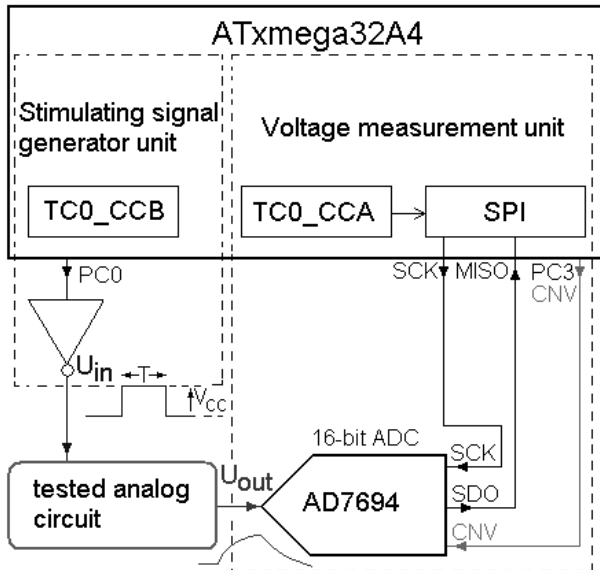 ATxmega32A4
Stimulating signal
generator unit
Voltage measurement unit
TC0_CCB
TC0_CCA
SPI
PC0
SCK
MISO
PC3
CNV
Uin
T
Vcc
16-bit ADC
SCK
tested analog
circuit
Uout
AD7694
SDO
CNV